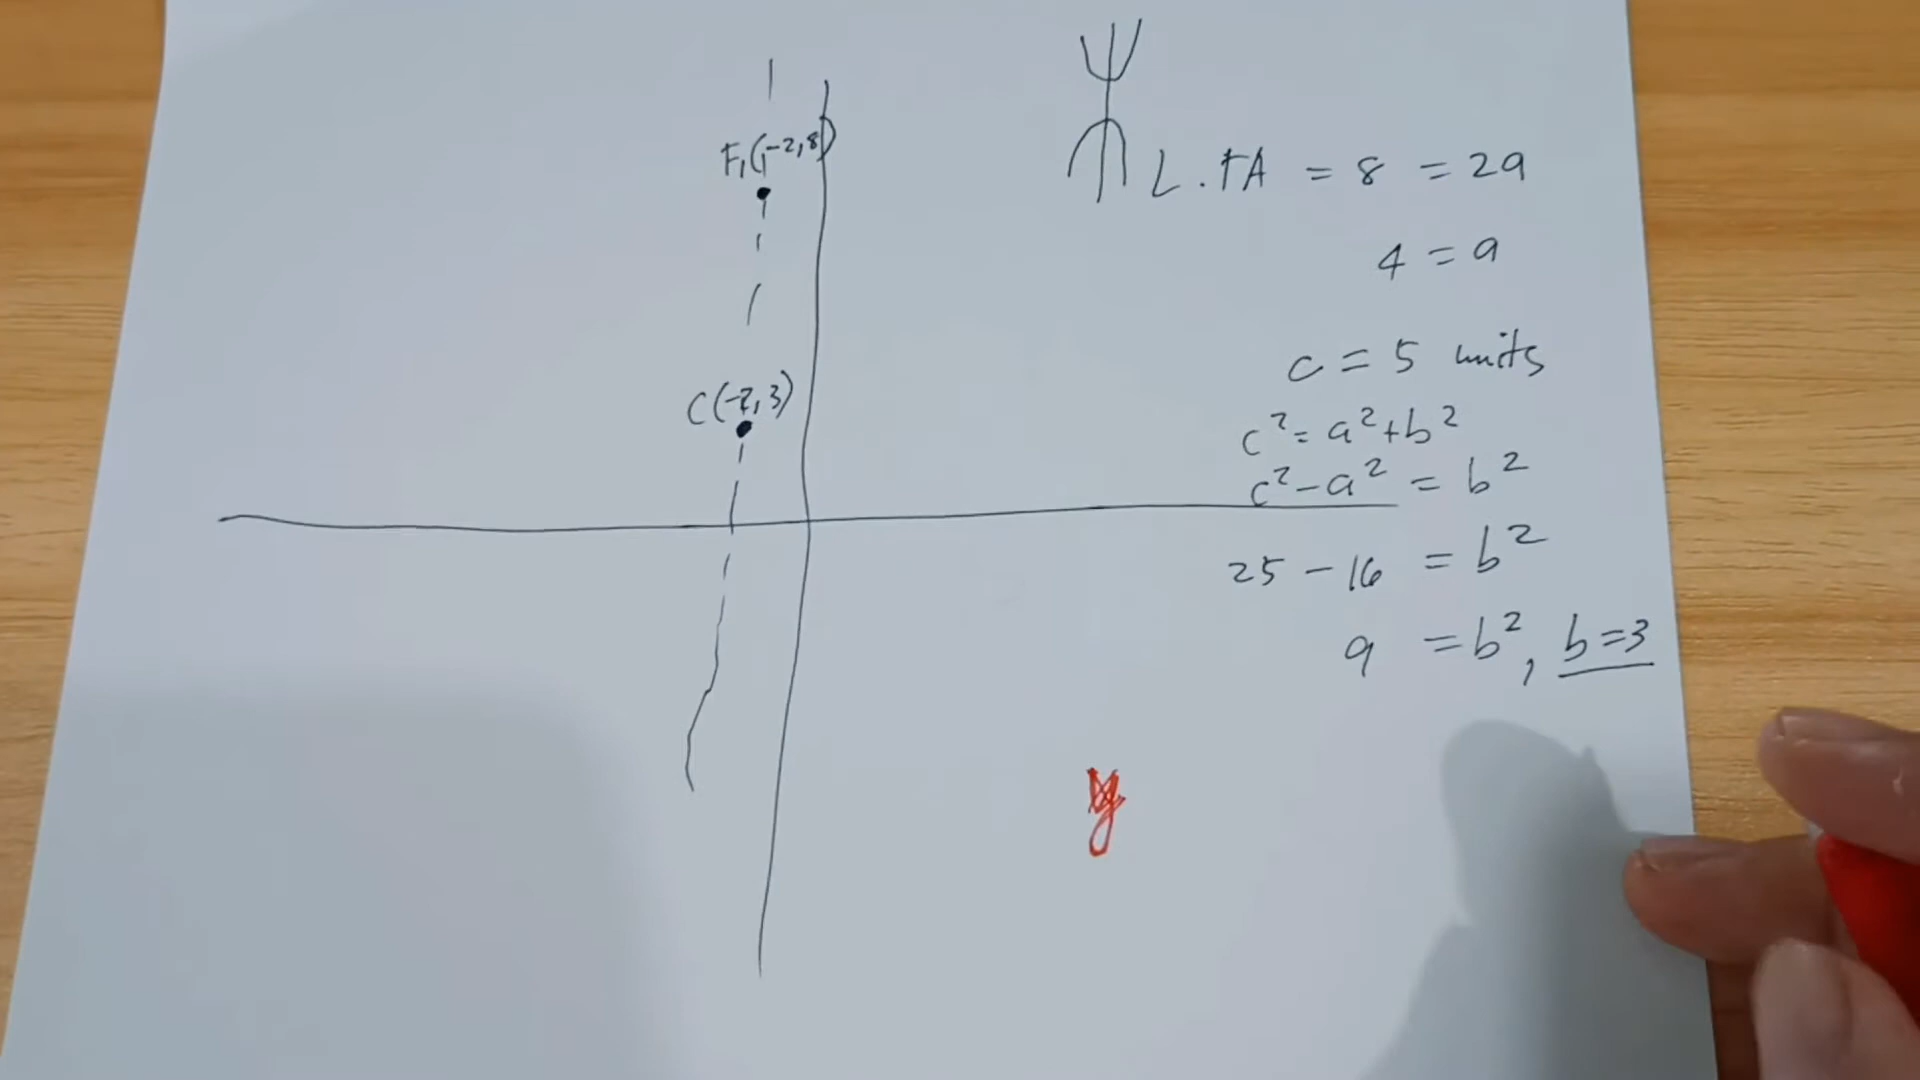 F₁(-2,8)
L.TA = 8 = 2a
4 = a
c = 5 units
C(-2,3)
c² = a² + b²
c² - a² = b²
25 - 16 = b²
9 = b², b = 3